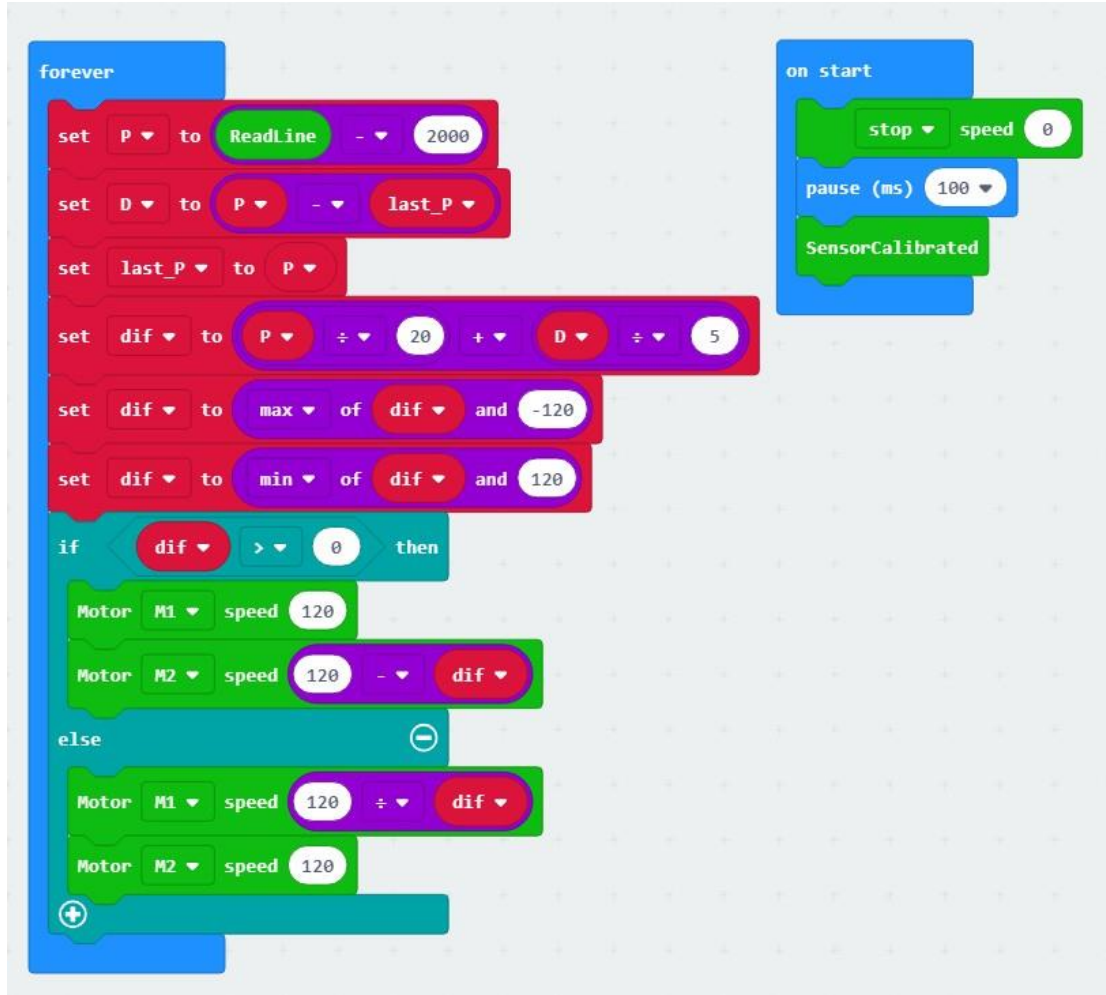 forever
set P to ReadLine - 2000
set D to P - last_P
set last_P to P
set dif to P ÷ 20 + D ÷ 5
set dif to max of dif and -120
set dif to min of dif and 120
if dif > 0 then
Motor M1 speed 120
Motor M2 speed 120 - dif
else
Motor M1 speed 120 ÷ dif
Motor M2 speed 120
on start
stop speed 0
pause (ms) 100
SensorCalibrated